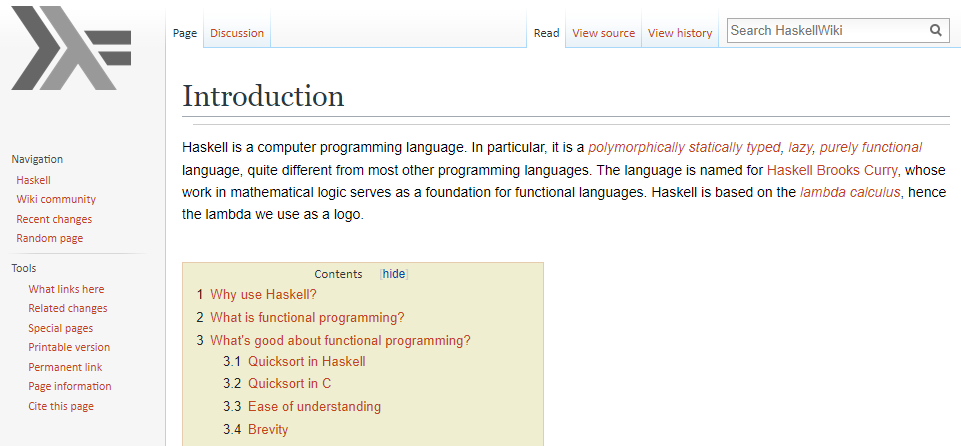 Page Discussion Read View source View history Search HaskellWiki
Introduction
Haskell is a computer programming language. In particular, it is a polymorphically statically typed, lazy, purely functional
language, quite different from most other programming languages. The language is named for Haskell Brooks Curry, whose
work in mathematical logic serves as a foundation for functional languages. Haskell is based on the lambda calculus, hence
the lambda we use as a logo.
Navigation
Haskell
Wiki community
Recent changes
Random page
Tools
What links here
Related changes
Special pages
Printable version
Permanent link
Page information
Cite this page
Contents [hide]
1 Why use Haskell?
2 What is functional programming?
3 What's good about functional programming?
3.1 Quicksort in Haskell
3.2 Quicksort in C
3.3 Ease of understanding
3.4 Brevity